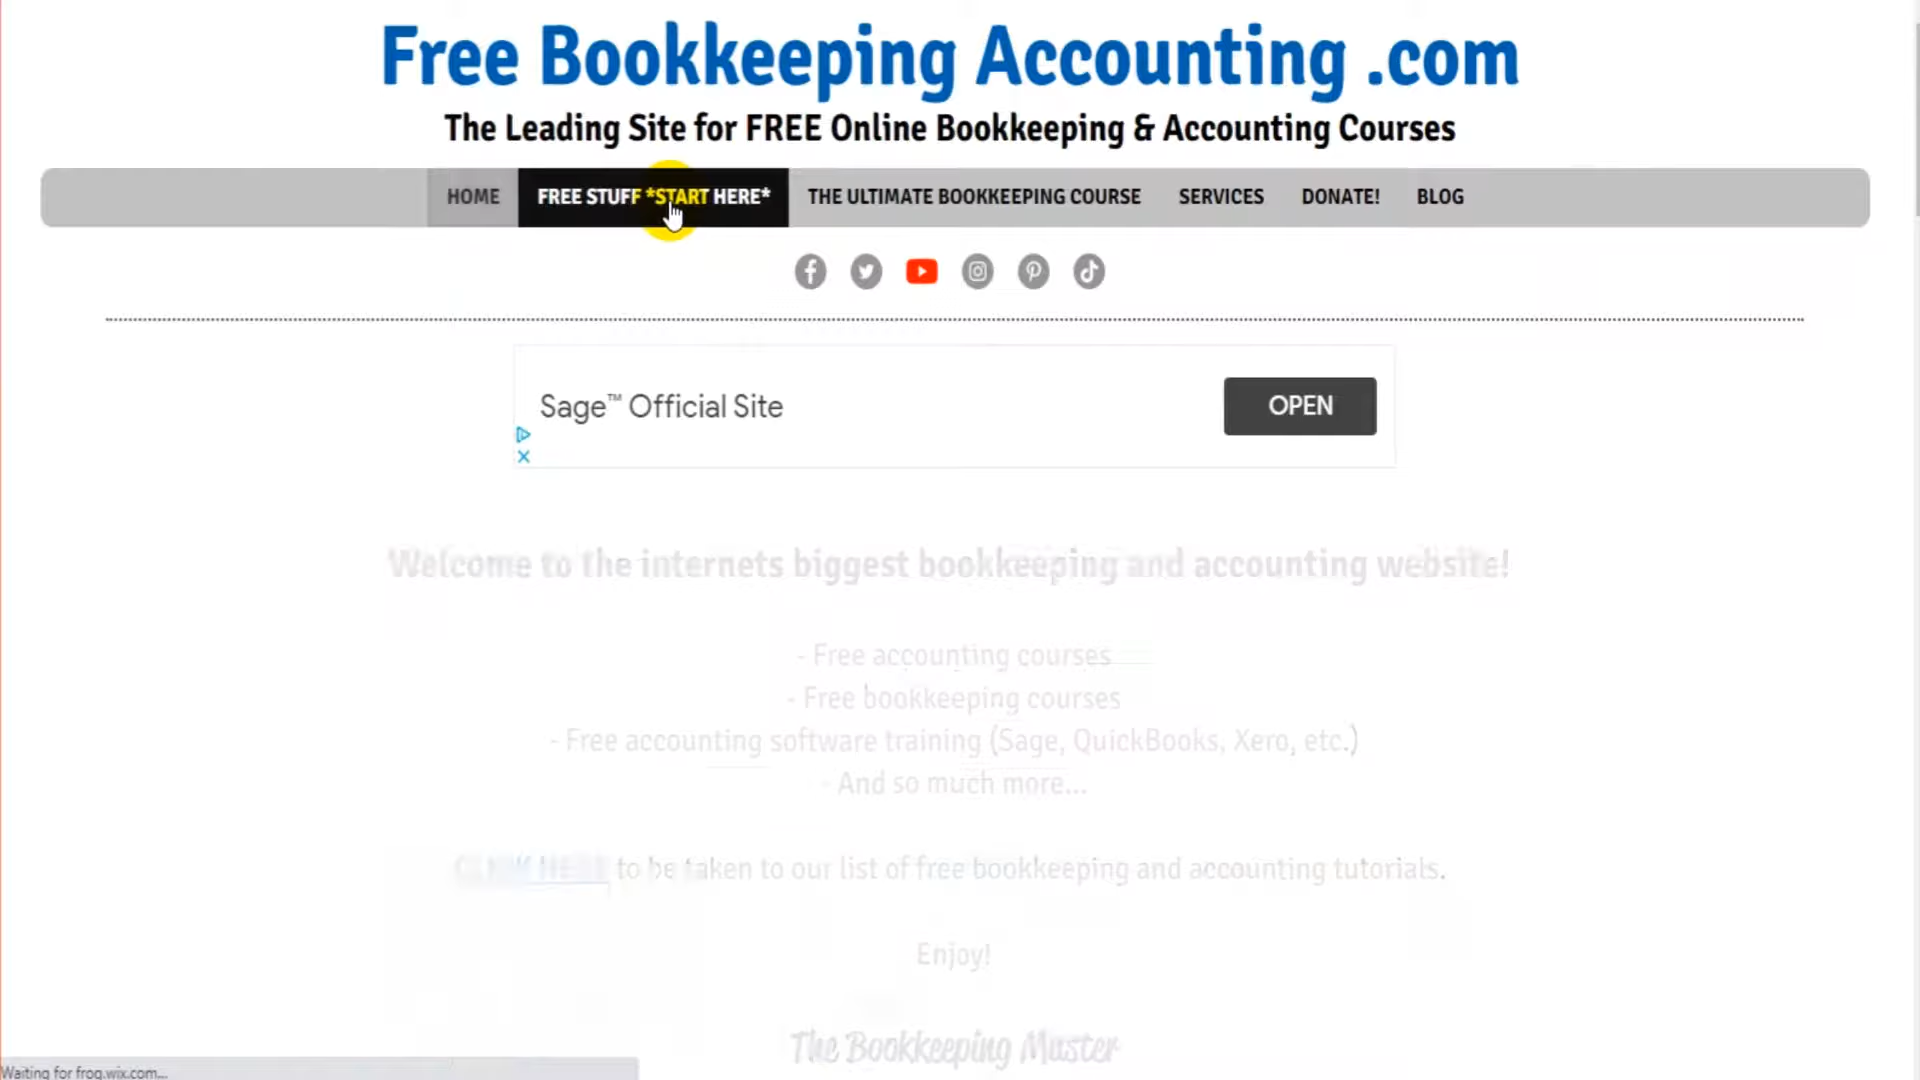 Free Bookkeeping Accounting .com
The Leading Site for FREE Online Bookkeeping & Accounting Courses
HOME FREE STUFF *START HERE* THE ULTIMATE BOOKKEEPING COURSE SERVICES DONATE! BLOG
Sage™ Official Site
OPEN
Welcome to the internets biggest bookkeeping and accounting website!
- Free accounting courses
- Free bookkeeping courses
- Free accounting software training (Sage, QuickBooks, Xero, etc.)
- And so much more...
CLICK HERE to be taken to our list of free bookkeeping and accounting tutorials.
Enjoy!
The Bookkeeping Master
Waiting for frog.wix.com...